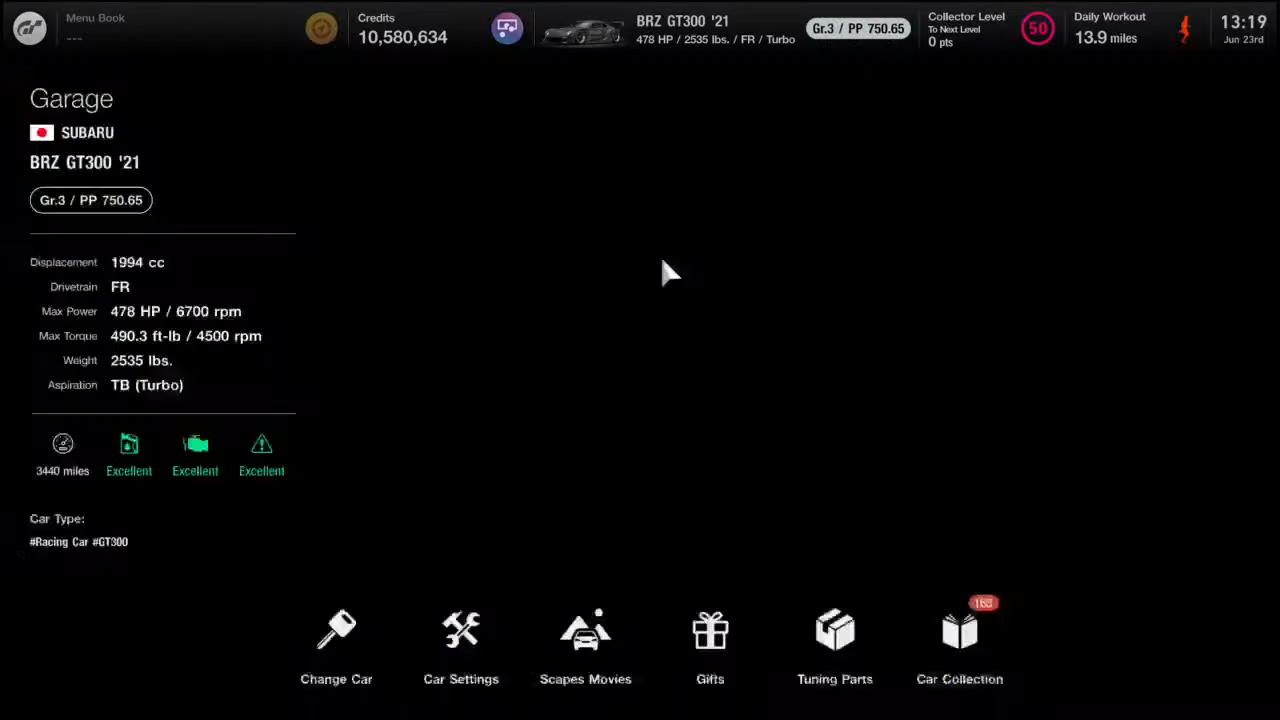 Menu Book
---
Credits
10,580,634
BRZ GT300 '21
478 HP / 2535 lbs. / FR / Turbo
Gr.3 / PP 750.65
Collector Level
To Next Level
0 pts
50
Daily Workout
13.9 miles
13:19
Jun 23rd
Garage
SUBARU
BRZ GT300 '21
Gr.3 / PP 750.65
Displacement 1994 cc
Drivetrain FR
Max Power 478 HP / 6700 rpm
Max Torque 490.3 ft-lb / 4500 rpm
Weight 2535 lbs.
Aspiration TB (Turbo)
3440 miles Excellent Excellent Excellent
Car Type:
#Racing Car #GT300
Change Car
Car Settings
Scapes Movies
Gifts
Tuning Parts
Car Collection